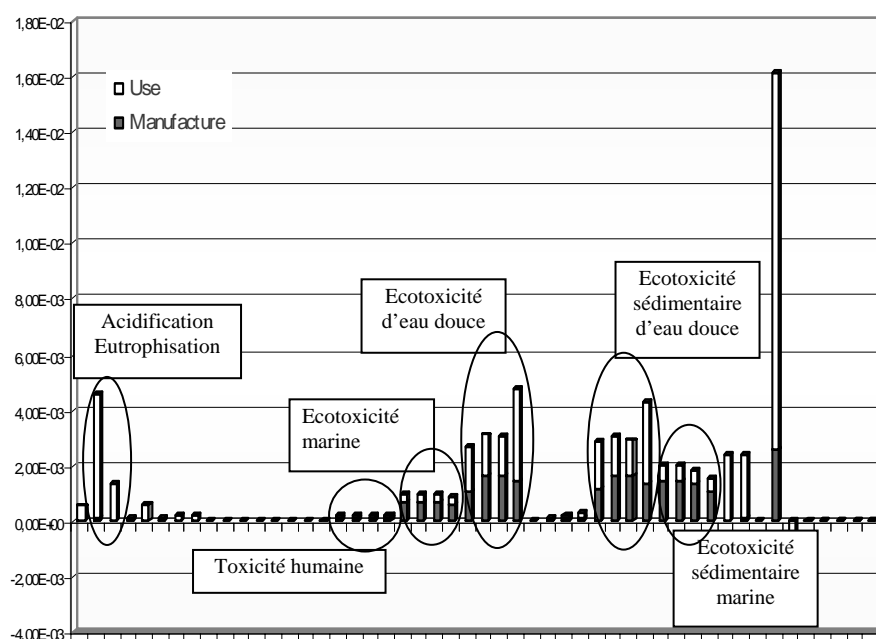 1,80E-02
1,60E-02
1,40E-02
1,20E-02
1,00E-02
8,00E-03
6,00E-03
4,00E-03
2,00E-03
0,00E+00
-2,00E-03
-4,00E-03
Use
Manufacture
Acidification
Eutrophisation
Ecotoxicité
marine
Ecotoxicité
d'eau douce
Ecotoxicité
sédimentaire
d'eau douce
Toxicité humaine
Ecotoxicité
sédimentaire
marine